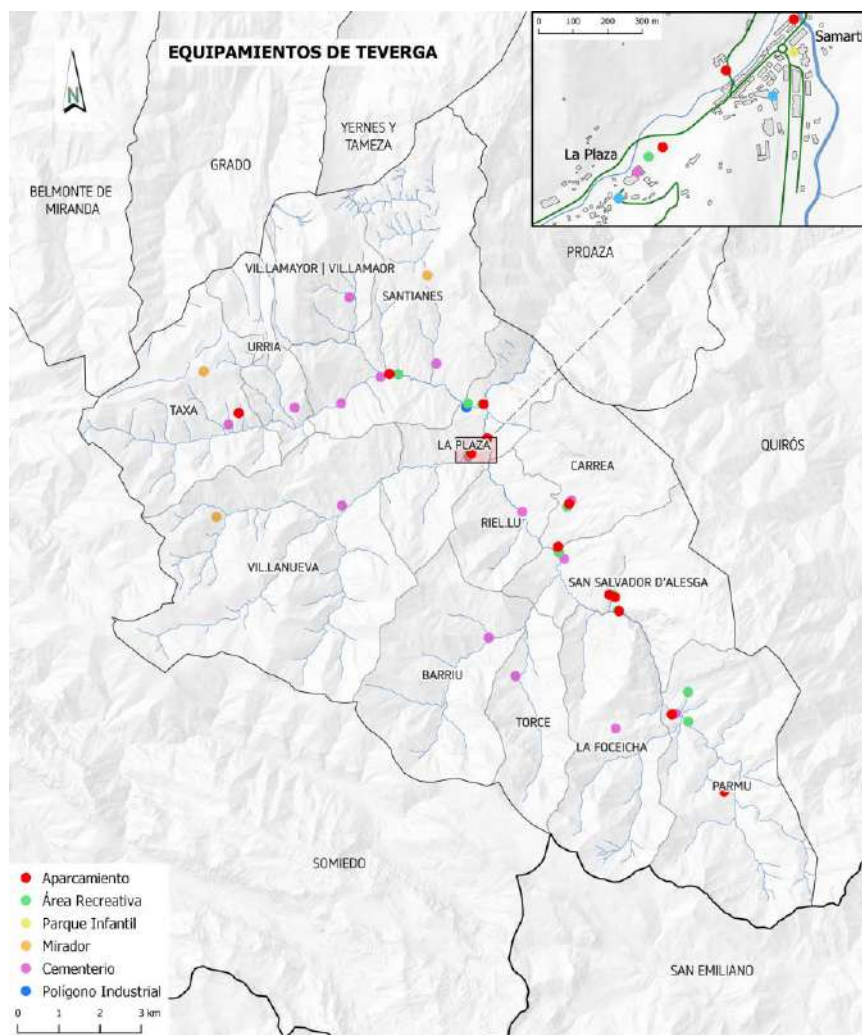 EQUIPAMIENTOS DE TEVERGA
N
0 100 200 300 m
Samarti
La Plaza
YERNES Y
TAMEZA
GRADO
BELMONTE DE
MIRANDA
PROAZA
VIL.LAMAYOR | VIL.LAMAOR
SANTIANES
URRIA
TAXA
LA PLAZA
CARREA
QUIRÓS
RIEL.LU
VIL.LANUEVA
SAN SALVADOR D'ALESGA
BARRIU
TORCE
LA FOCEICHA
PARMU
SOMIEDO
SAN EMILIANO
Aparcamiento
Área Recreativa
Parque Infantil
Mirador
Cementerio
Polígono Industrial
0 1 2 3 km